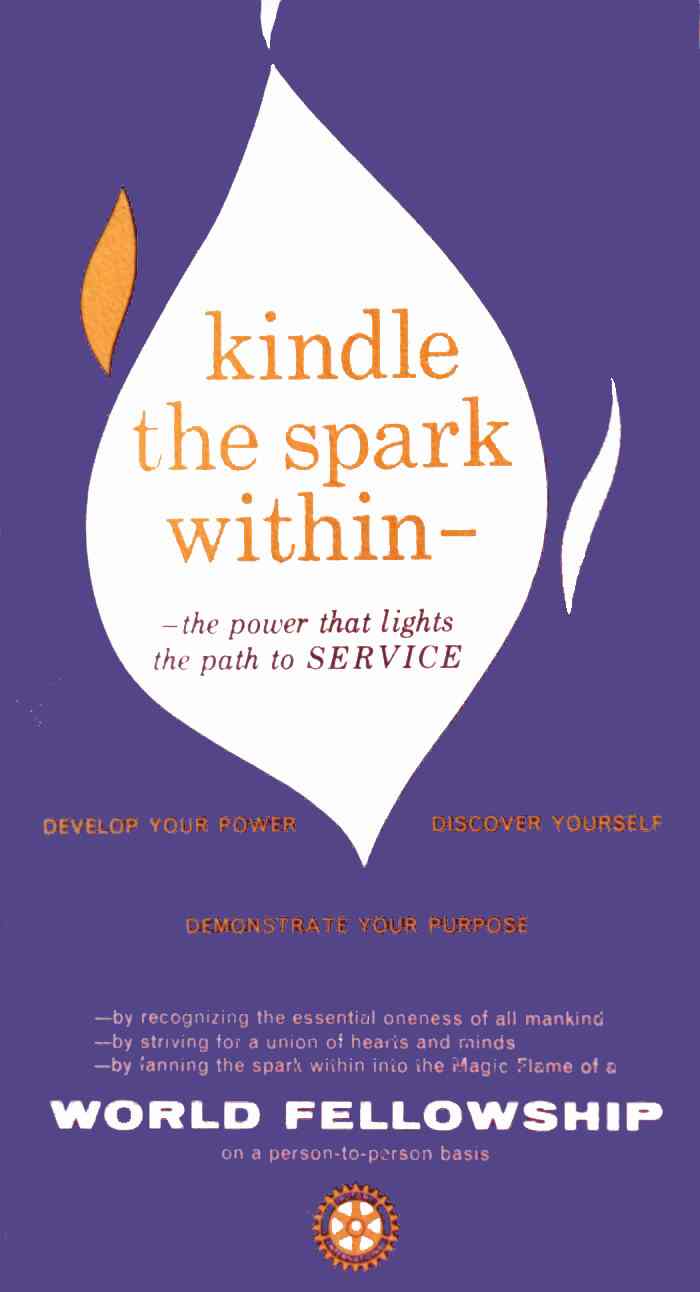 kindle
the spark
within–
–the power that lights
the path to SERVICE
DEVELOP YOUR POWER
DISCOVER YOURSELF
DEMONSTRATE YOUR PURPOSE
—by recognizing the essential oneness of all mankind
—by striving for a union of hearts and minds
—by fanning the spark within into the Magic Flame of a
WORLD FELLOWSHIP
on a person-to-person basis
ROTARY
INTERNATIONAL